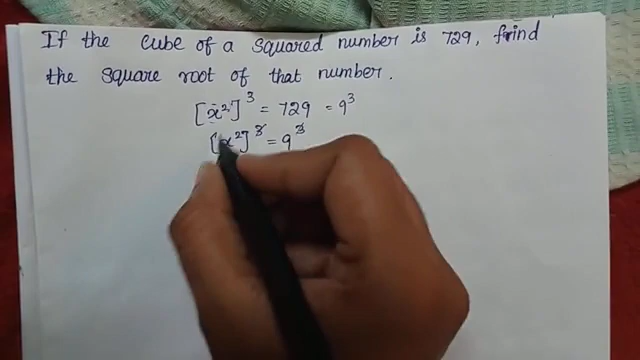 If the cube of a squared number is 729, find
the square root of that number.
[x²]³ = 729 = 9³
[x²]³ = 9³